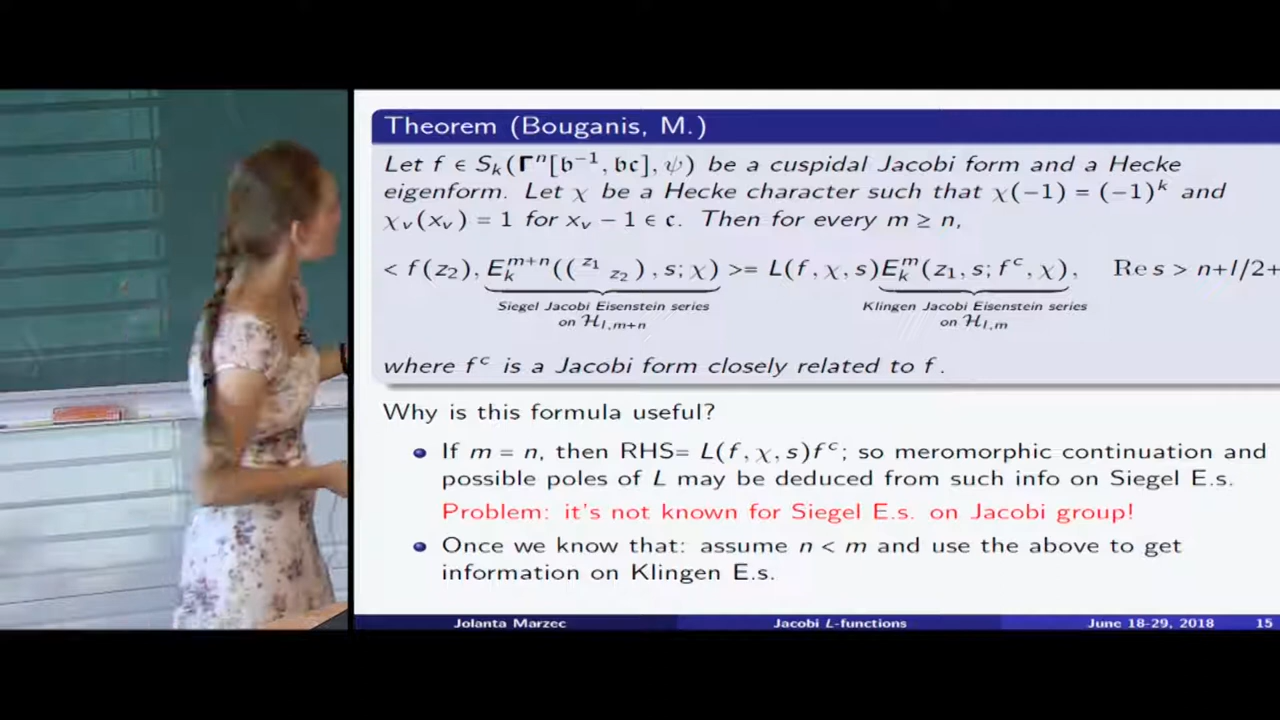 Theorem (Bouganis, M.)
Let f ∈ S_k(𝚪^n[𝔟^{-1}, 𝔟𝔠], ψ) be a cuspidal Jacobi form and a Hecke
eigenform. Let χ be a Hecke character such that χ(−1) = (−1)^k and
χ_v(x_v) = 1 for x_v − 1 ∈ 𝔠. Then for every m ≥ n,
< f(z_2), E_k^{m+n}((^{z_1} _{z_2}), s; χ) >= L(f, χ, s)E_k^m(z_1, s; f^c, χ), Re s > n+l/2+
Siegel Jacobi Eisenstein series Klingen Jacobi Eisenstein series
on ℋ_{l,m+n} on ℋ_{l,m}
where f^c is a Jacobi form closely related to f.
Why is this formula useful?
• If m = n, then RHS= L(f, χ, s)f^c; so meromorphic continuation and
possible poles of L may be deduced from such info on Siegel E.s.
Problem: it's not known for Siegel E.s. on Jacobi group!
• Once we know that: assume n < m and use the above to get
information on Klingen E.s.
Jolanta Marzec Jacobi L-functions June 18-29, 2018 15